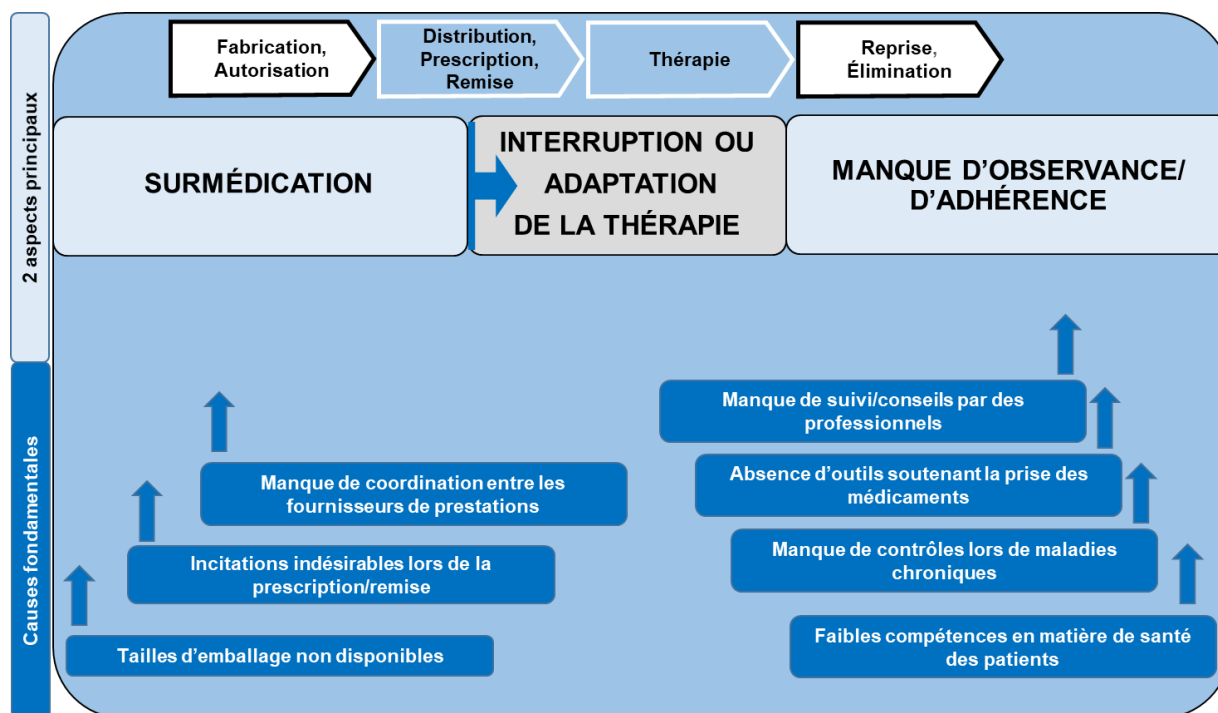 2 aspects principaux
Fabrication,
Autorisation
Distribution,
Prescription,
Remise
Thérapie
Reprise,
Élimination
SURMÉDICATION
INTERRUPTION OU
ADAPTATION
DE LA THÉRAPIE
MANQUE D’OBSERVANCE/
D’ADHÉRENCE
Causes fondamentales
Manque de coordination entre les
fournisseurs de prestations
Incitations indésirables lors de la
prescription/remise
Tailles d’emballage non disponibles
Manque de suivi/conseils par des
professionnels
Absence d’outils soutenant la prise des
médicaments
Manque de contrôles lors de maladies
chroniques
Faibles compétences en matière de santé
des patients